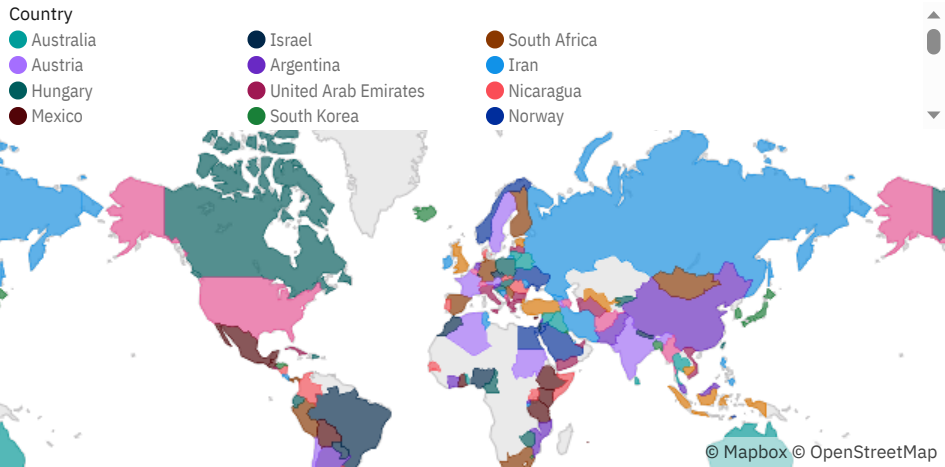 Country
Australia
Israel
South Africa
Austria
Argentina
Iran
Hungary
United Arab Emirates
Nicaragua
Mexico
South Korea
Norway
© Mapbox © OpenStreetMap